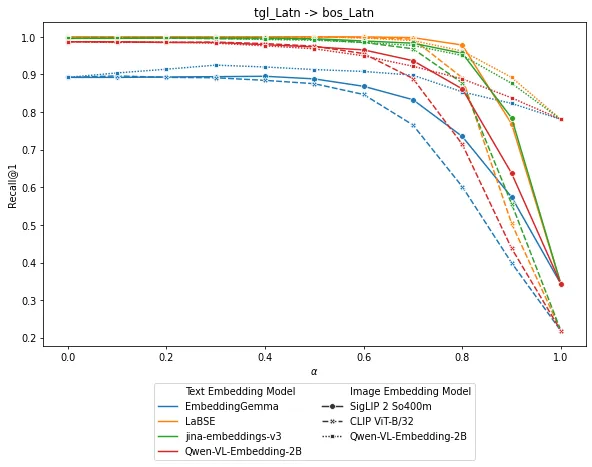 tgl_Latn -> bos_Latn
Recall@1
1.0
0.9
0.8
0.7
0.6
0.5
0.4
0.3
0.2
0.0
0.2
0.4
0.6
0.8
1.0
α
Text Embedding Model
EmbeddingGemma
LaBSE
jina-embeddings-v3
Qwen-VL-Embedding-2B
Image Embedding Model
SigLIP 2 So400m
CLIP ViT-B/32
Qwen-VL-Embedding-2B